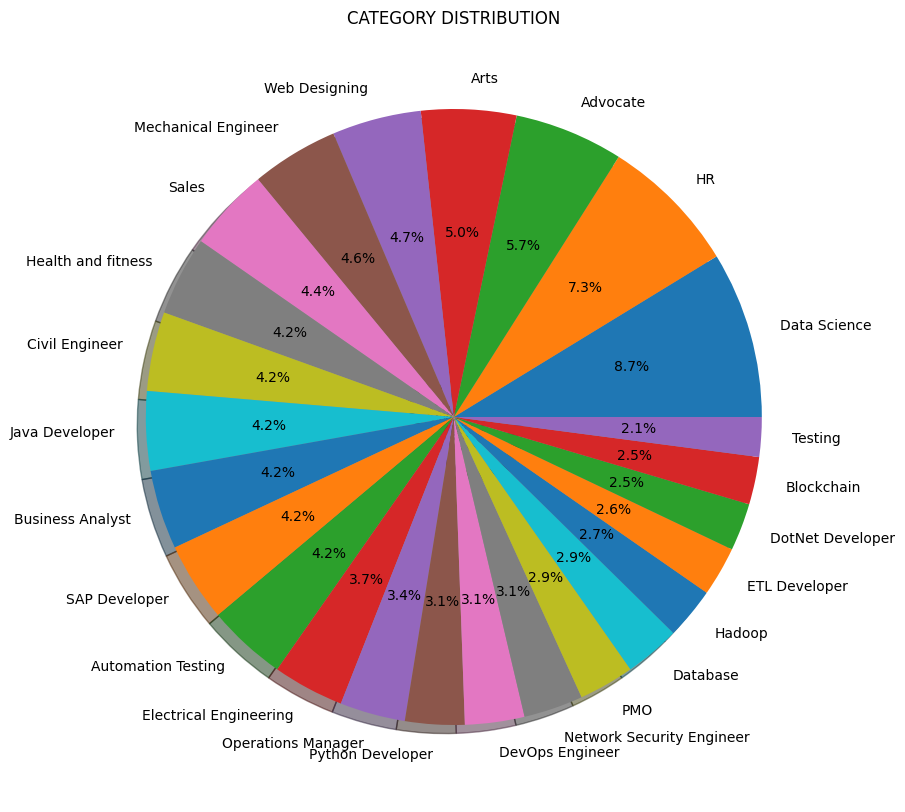 CATEGORY DISTRIBUTION
Data Science
8.7%
HR
7.3%
Advocate
5.7%
Arts
5.0%
Web Designing
4.7%
Mechanical Engineer
4.6%
Sales
4.4%
Health and fitness
4.2%
Civil Engineer
4.2%
Java Developer
4.2%
Business Analyst
4.2%
SAP Developer
4.2%
Automation Testing
4.2%
Electrical Engineering
3.7%
Operations Manager
3.4%
Python Developer
3.1%
DevOps Engineer
3.1%
Network Security Engineer
3.1%
PMO
2.9%
Database
2.9%
Hadoop
2.7%
ETL Developer
2.6%
DotNet Developer
2.5%
Blockchain
2.5%
Testing
2.1%